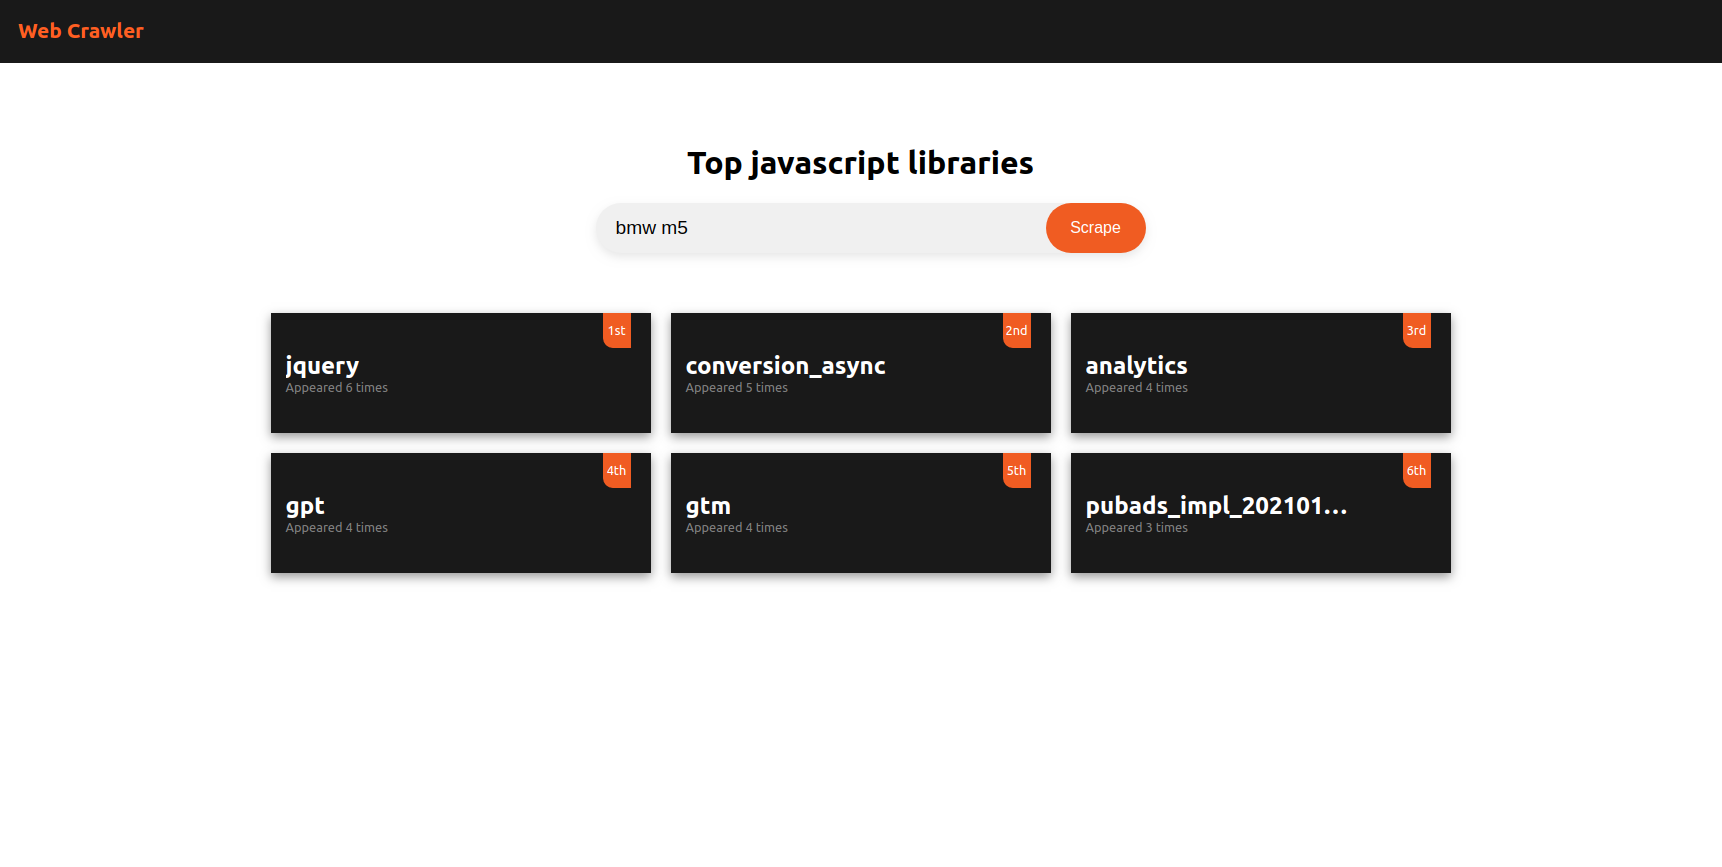 Web Crawler
Top javascript libraries
bmw m5
Scrape
1st
jquery
Appeared 6 times
2nd
conversion_async
Appeared 5 times
3rd
analytics
Appeared 4 times
4th
gpt
Appeared 4 times
5th
gtm
Appeared 4 times
6th
pubads_impl_202101...
Appeared 3 times